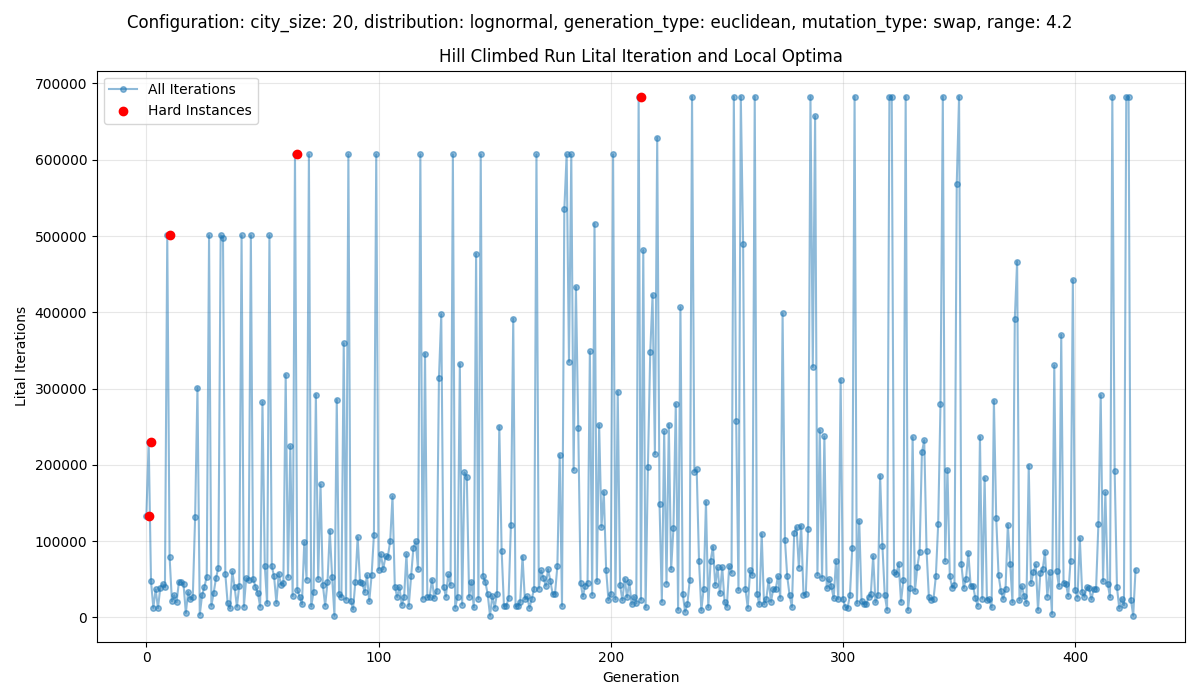 Configuration: city_size: 20, distribution: lognormal, generation_type: euclidean, mutation_type: swap, range: 4.2
Hill Climbed Run Lital Iteration and Local Optima
All Iterations
Hard Instances
700000
600000
500000
400000
300000
200000
100000
0
Lital Iterations
0 100 200 300 400
Generation